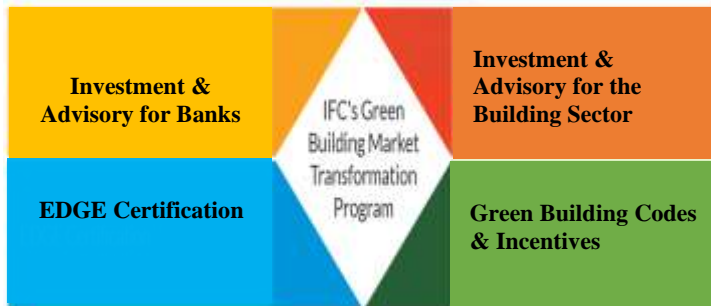 Investment &
Advisory for Banks
Investment &
Advisory for the
Building Sector
IFC's Green
Building Market
Transformation
Program
EDGE Certification
Green Building Codes
& Incentives